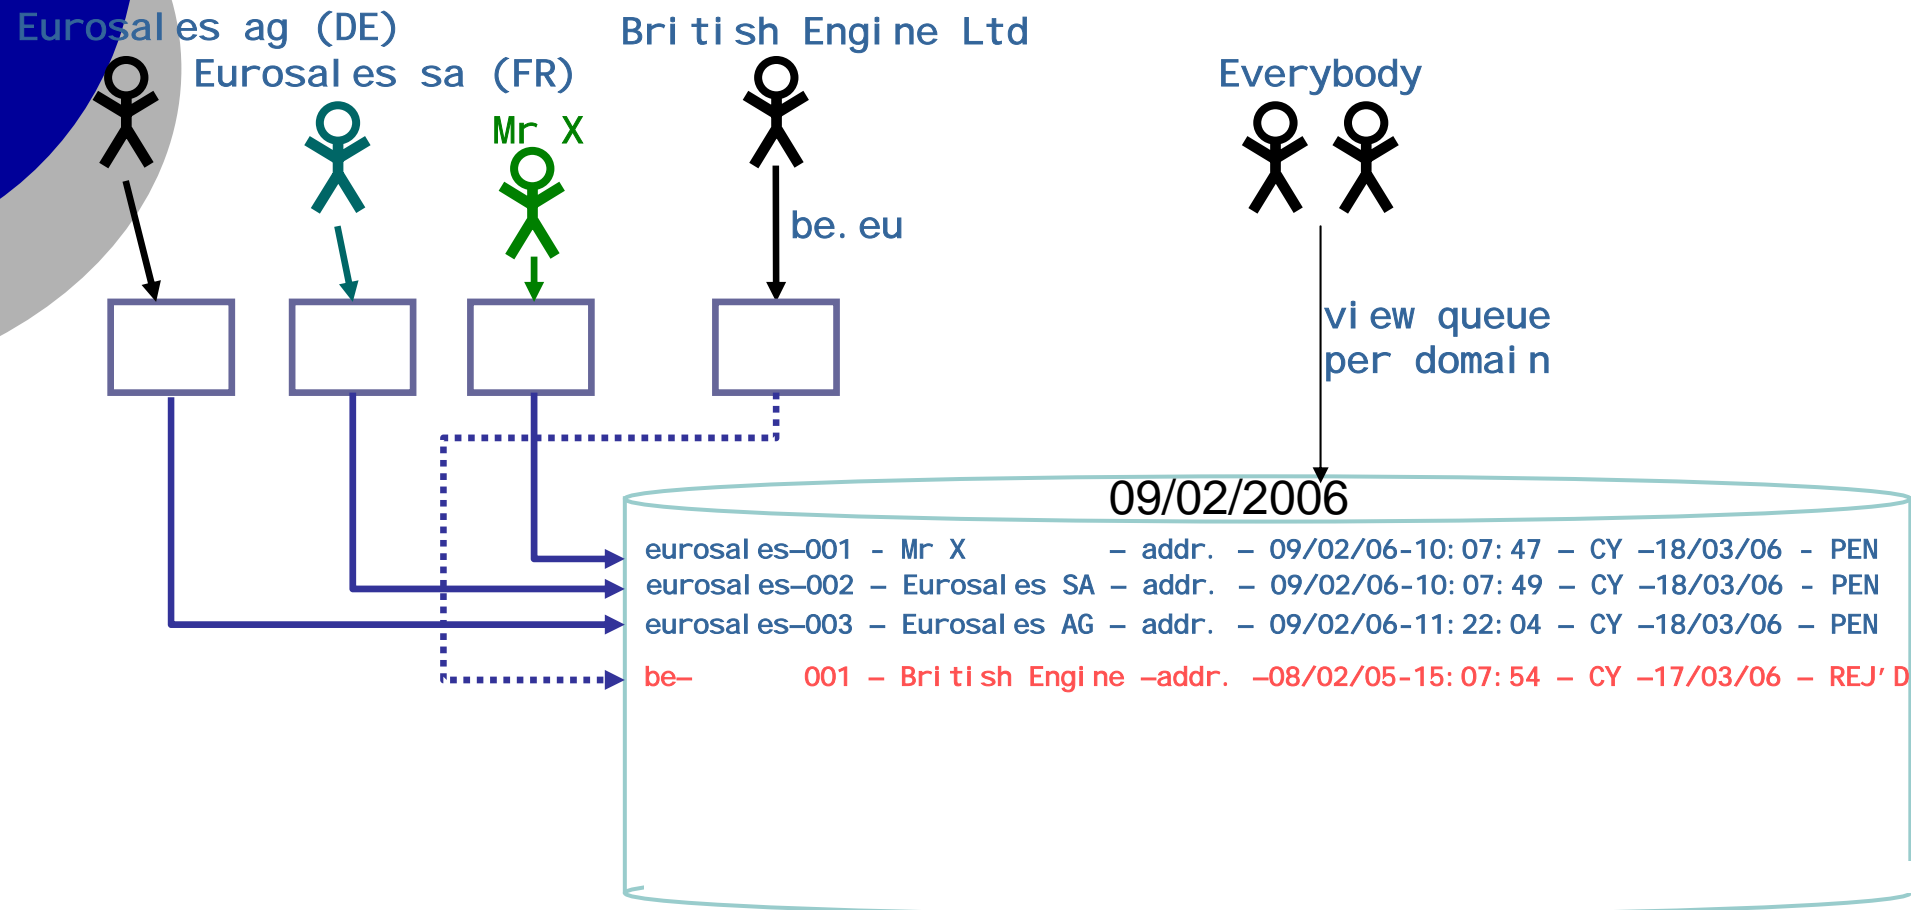 Eurosales ag (DE)
British Engine Ltd
Eurosales sa (FR)
Everybody
Mr X
be.eu
view queue
per domain
09/02/2006
eurosales–001 - Mr X – addr. – 09/02/06-10:07:47 – CY –18/03/06 - PEN
eurosales–002 – Eurosales SA – addr. – 09/02/06-10:07:49 – CY –18/03/06 - PEN
eurosales–003 – Eurosales AG – addr. – 09/02/06-11:22:04 – CY –18/03/06 – PEN
be– 001 – British Engine –addr. –08/02/05-15:07:54 – CY –17/03/06 – REJ’D